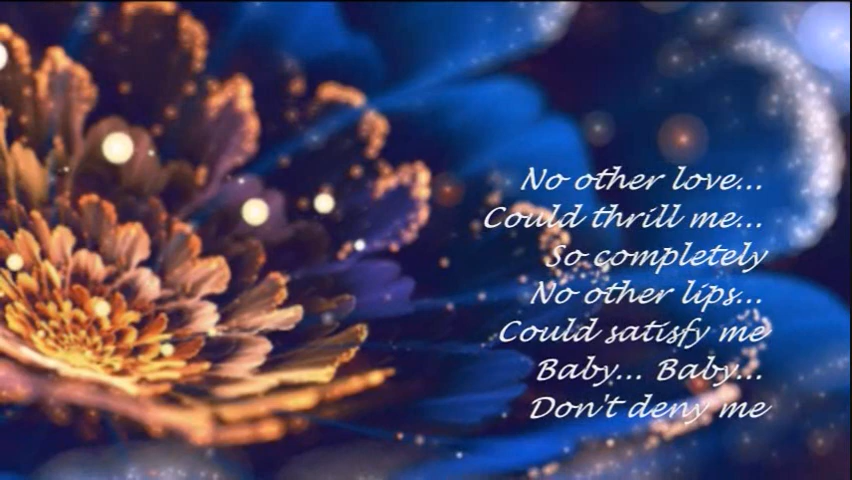 No other love...
Could thrill me...
So completely
No other lips...
Could satisfy me
Baby... Baby...
Don't deny me